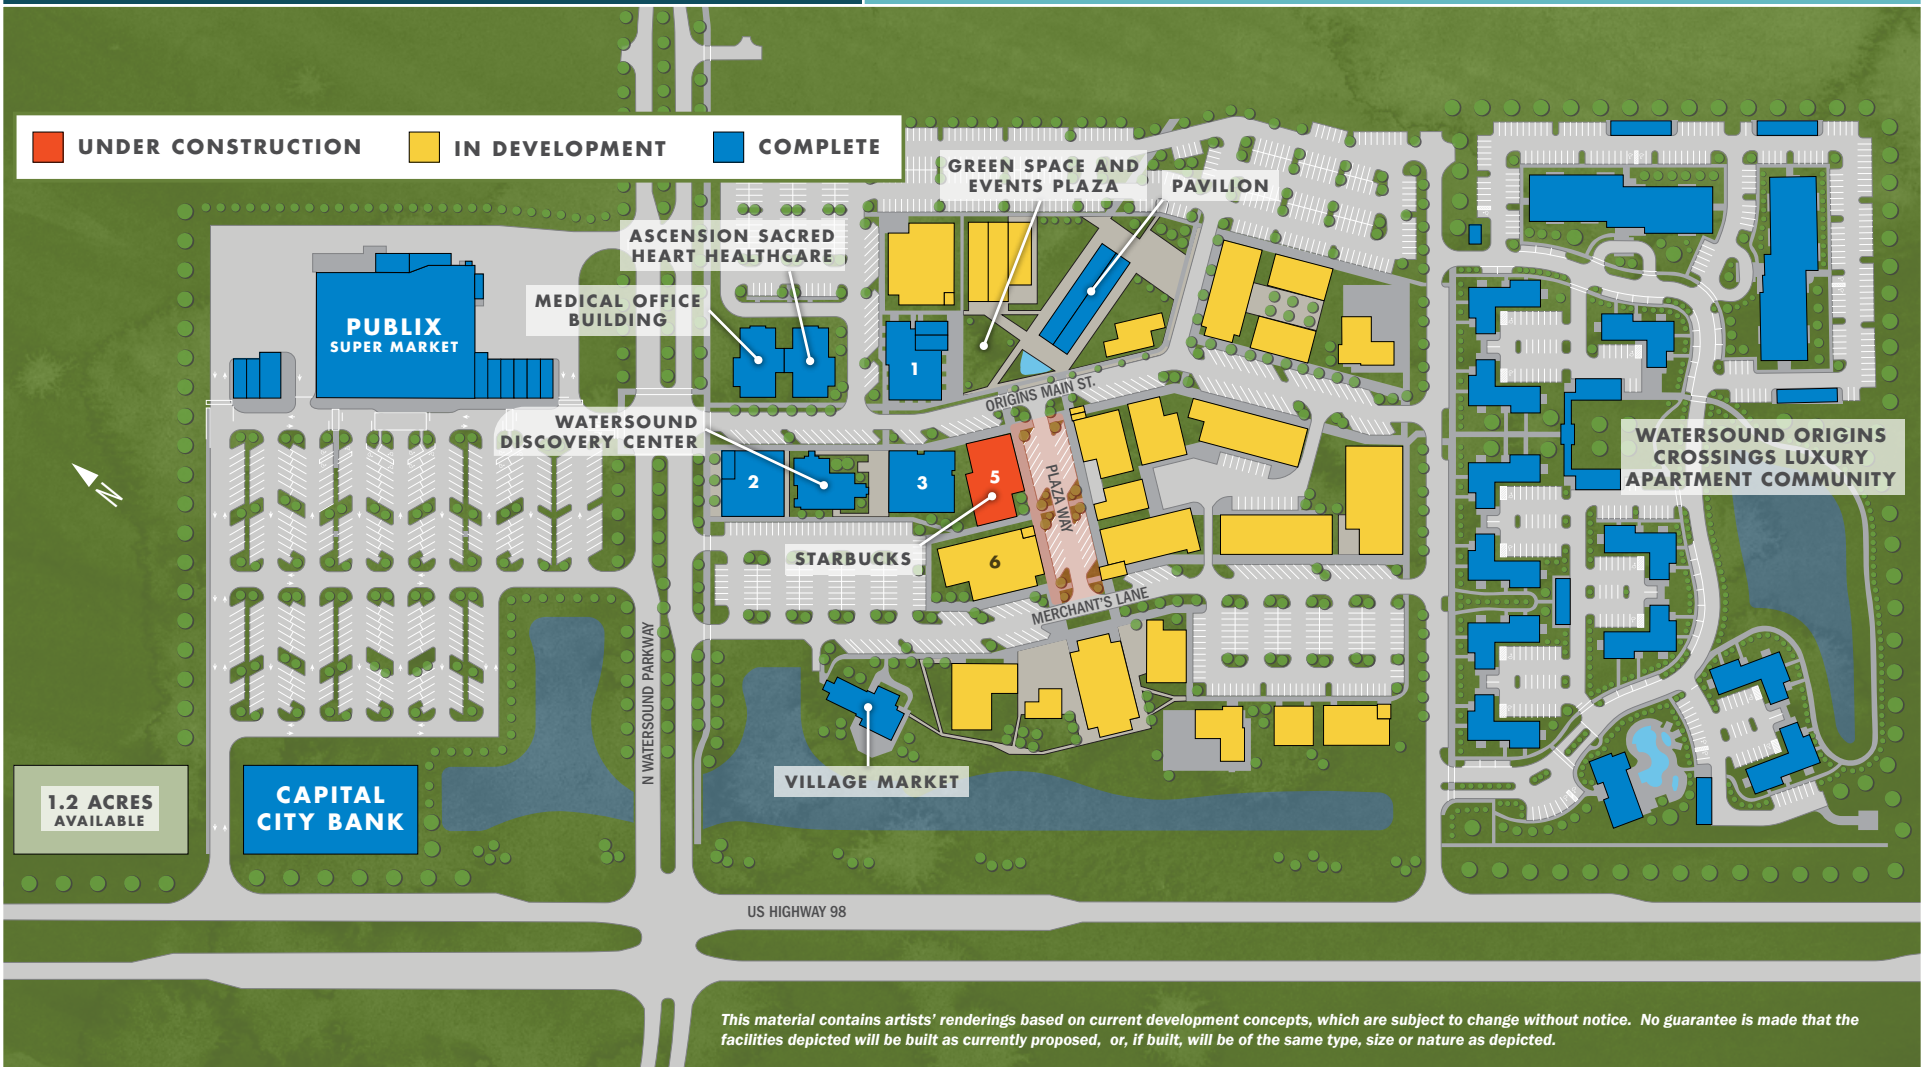 UNDER CONSTRUCTION
IN DEVELOPMENT
COMPLETE
GREEN SPACE AND
EVENTS PLAZA
PAVILION
ASCENSION SACRED
HEART HEALTHCARE
MEDICAL OFFICE
BUILDING
PUBLIX
SUPER MARKET
1
ORIGINS MAIN ST.
WATERSOUND
DISCOVERY CENTER
WATERSOUND ORIGINS
CROSSINGS LUXURY
APARTMENT COMMUNITY
2
3
5
PLAZA WAY
N
STARBUCKS
6
MERCHANT'S LANE
N WATERSOUND PARKWAY
VILLAGE MARKET
1.2 ACRES
AVAILABLE
CAPITAL
CITY BANK
US HIGHWAY 98
This material contains artists' renderings based on current development concepts, which are subject to change without notice. No guarantee is made that the
facilities depicted will be built as currently proposed, or, if built, will be of the same type, size or nature as depicted.